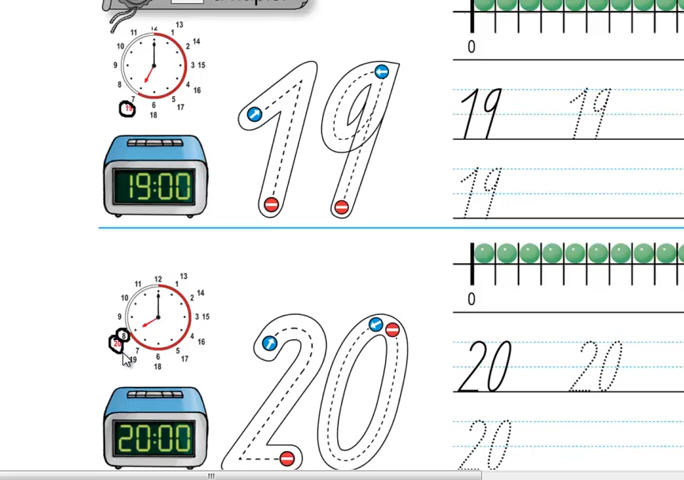 13
11 12 14
10 1 2
9 3 15
8 4 16
7 6 5 17
19 18
19:00
19
0
19 19
19
13
11 12 1 14
10 2
9 3 15
8 4 16
20 7 6 5 17
19 18
20:00
20
0
20 20
20